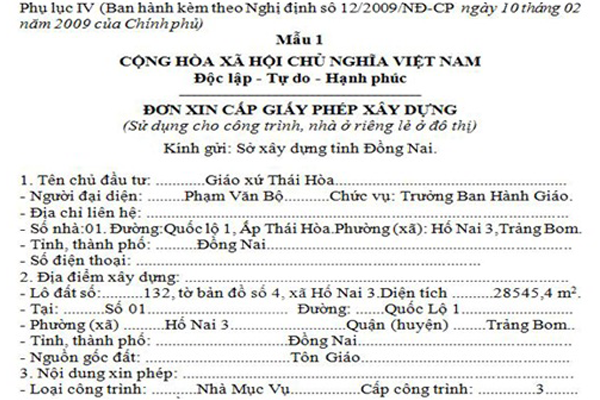 Phụ lục IV (Ban hành kèm theo Nghị định số 12/2009/NĐ-CP ngày 10 tháng 02
năm 2009 của Chính phủ)
Mẫu 1
CỘNG HÒA XÃ HỘI CHỦ NGHĨA VIỆT NAM
Độc lập - Tự do - Hạnh phúc
ĐƠN XIN CẤP GIẤY PHÉP XÂY DỰNG
(Sử dụng cho công trình, nhà ở riêng lẻ ở đô thị)
Kính gửi: Sở xây dựng tỉnh Đồng Nai.
1. Tên chủ đầu tư: ...........Giáo xứ Thái Hòa....................................................
- Người đại diện: ...........Phạm Văn Bộ............Chức vụ: Trưởng Ban Hành Giáo.
- Địa chỉ liên hệ: ....................................................................................
- Số nhà:01. Đường:Quốc lộ 1, Ấp Thái Hòa.Phường (xã): Hố Nai 3,Trảng Bom.
- Tỉnh, thành phố: ...........Đồng Nai..........................................................
- Số điện thoại: ......................................................................................
2. Địa điểm xây dựng:...............................................................................
- Lô đất số:..........132, tờ bản đồ số 4, xã Hố Nai 3.Diện tích ..........28545,4 m².
- Tại: ..........Số 01.............................. Đường: ......Quốc Lộ 1....................
- Phường (xã) ...........Hố Nai 3.....................Quận (huyện) .........Trảng Bom..
- Tỉnh, thành phố: .................................Đồng Nai...................................
- Nguồn gốc đất: ...................................Tôn Giáo..................................
3. Nội dung xin phép: ...............................................................................
- Loại công trình: ...........Nhà Mục Vụ...............Cấp công trình: ...........3........